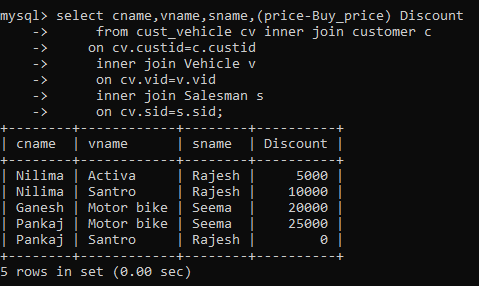 mysql> select cname,vname,sname,(price-Buy_price) Discount
    ->      from cust_vehicle cv inner join customer c
    ->     on cv.custid=c.custid
    ->      inner join Vehicle v
    ->      on cv.vid=v.vid
    ->      inner join Salesman s
    ->      on cv.sid=s.sid;
+--------+------------+--------+----------+
| cname  | vname      | sname  | Discount |
+--------+------------+--------+----------+
| Nilima | Activa     | Rajesh |     5000 |
| Nilima | Santro     | Rajesh |    10000 |
| Ganesh | Motor bike | Seema  |    20000 |
| Pankaj | Motor bike | Seema  |    25000 |
| Pankaj | Santro     | Rajesh |        0 |
+--------+------------+--------+----------+
5 rows in set (0.00 sec)